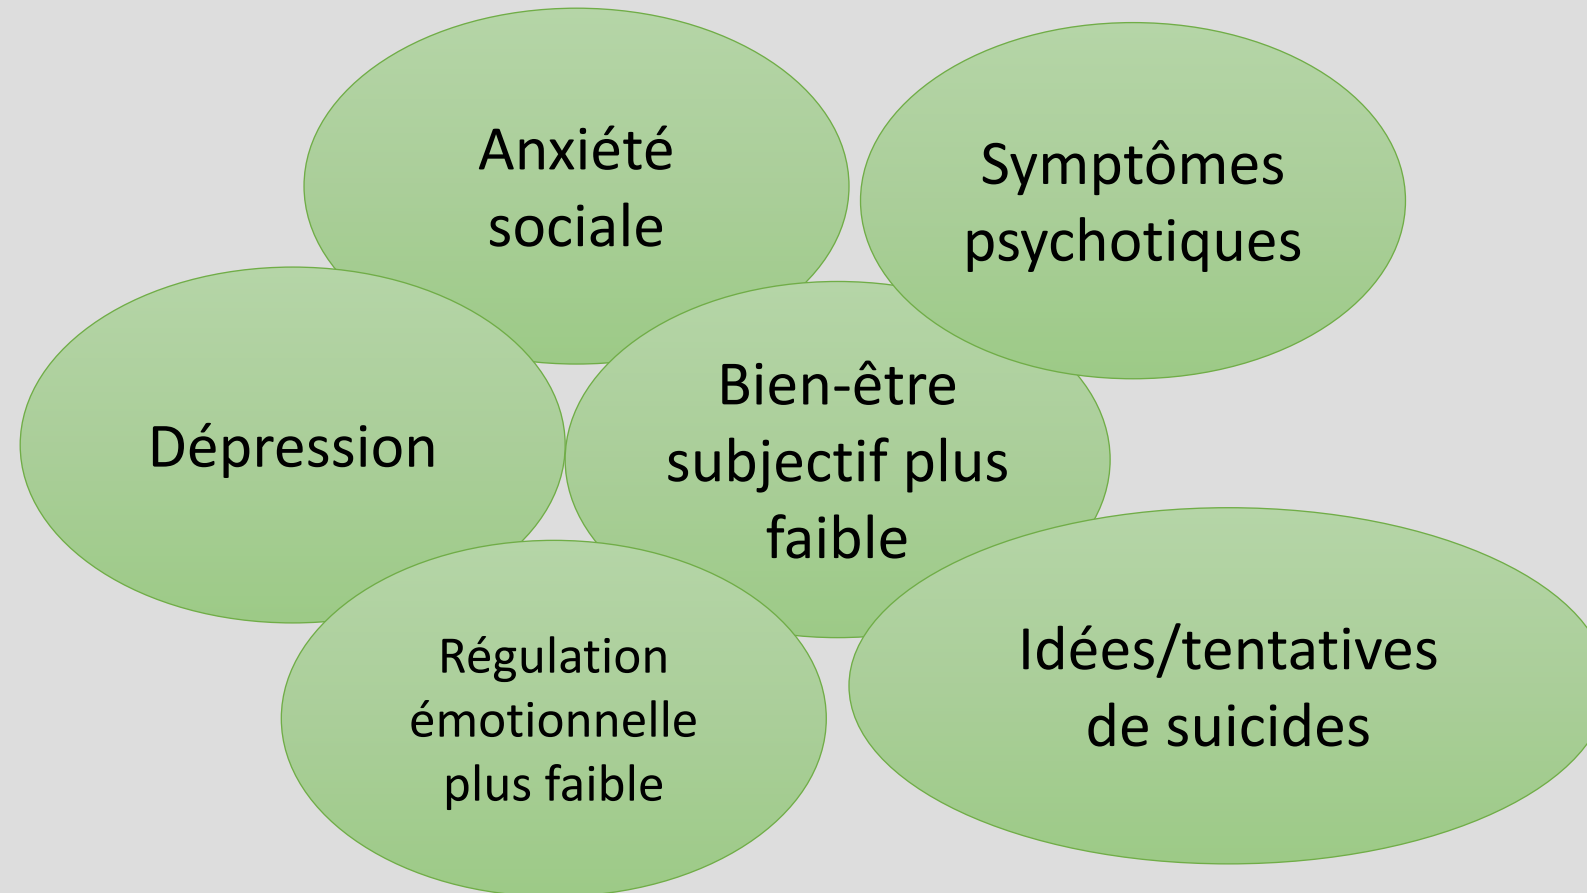 Anxiété
sociale
Symptômes
psychotiques
Dépression
Bien-être
subjectif plus
faible
Régulation
émotionnelle
plus faible
Idées/tentatives
de suicides